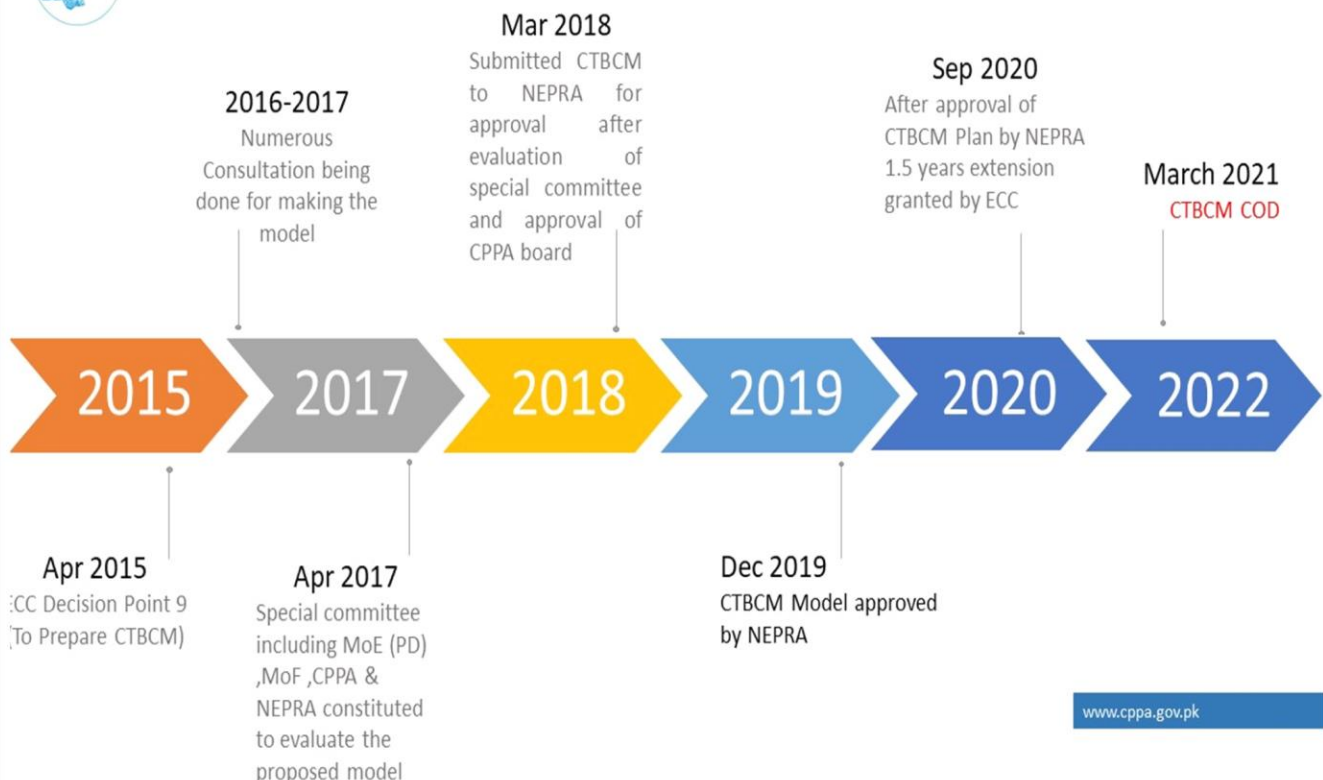 Mar 2018
Submitted CTBCM
to NEPRA for
approval after
evaluation of
special committee
and approval of
CPPA board
2016-2017
Numerous
Consultation being
done for making the
model
Sep 2020
After approval of
CTBCM Plan by NEPRA
1.5 years extension
granted by ECC
March 2021
CTBCM COD
2015
2017
2018
2019
2020
2022
Apr 2015
CC Decision Point 9
(To Prepare CTBCM)
Apr 2017
Special committee
including MoE (PD)
,MoF ,CPPA &
NEPRA constituted
to evaluate the
proposed model
Dec 2019
CTBCM Model approved
by NEPRA
www.cppa.gov.pk